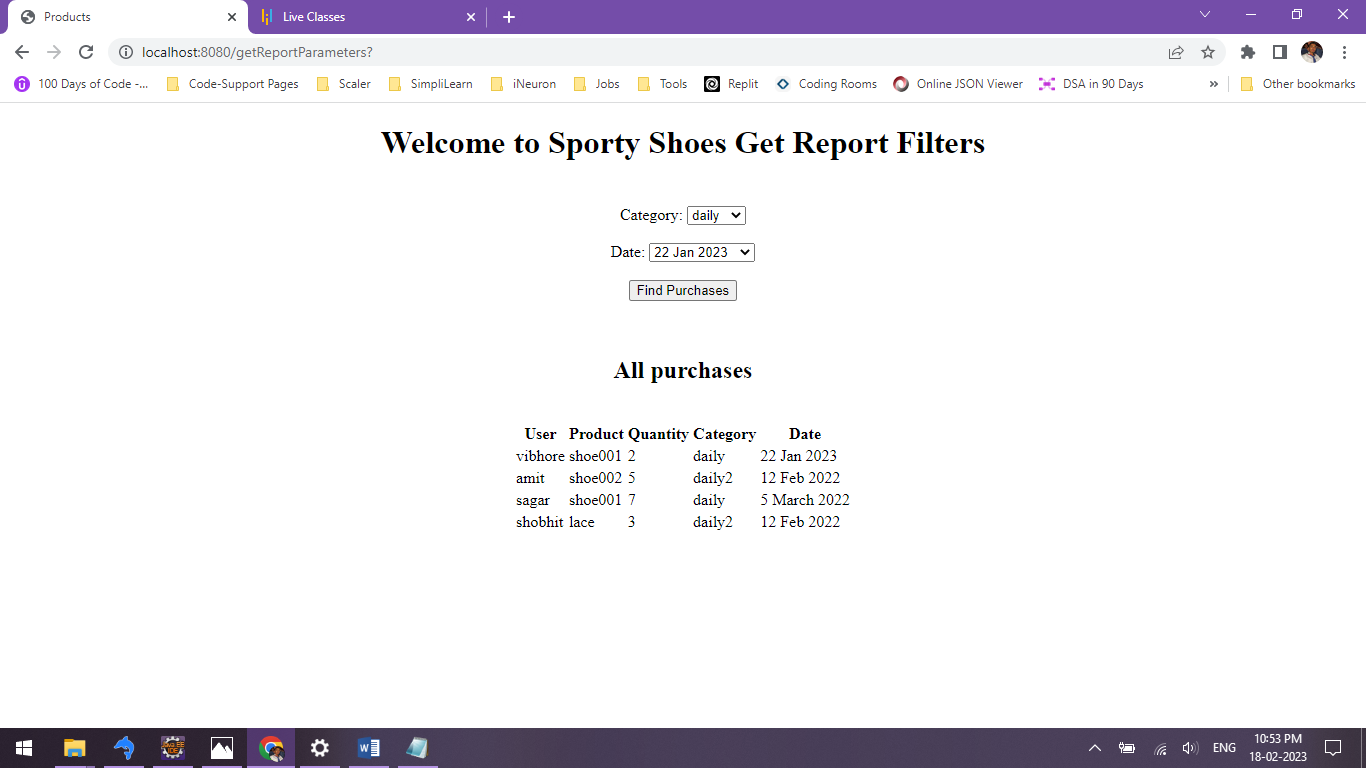 Products
Live Classes
localhost:8080/getReportParameters?
100 Days of Code -... Code-Support Pages Scaler SimpliLearn iNeuron Jobs Tools Replit Coding Rooms Online JSON Viewer DSA in 90 Days » Other bookmarks
Welcome to Sporty Shoes Get Report Filters
Category: daily
Date: 22 Jan 2023
Find Purchases
All purchases
User Product Quantity Category Date
vibhore shoe001 2 daily 22 Jan 2023
amit shoe002 5 daily2 12 Feb 2022
sagar shoe001 7 daily 5 March 2022
shobhit lace 3 daily2 12 Feb 2022
ENG
10:53 PM
18-02-2023